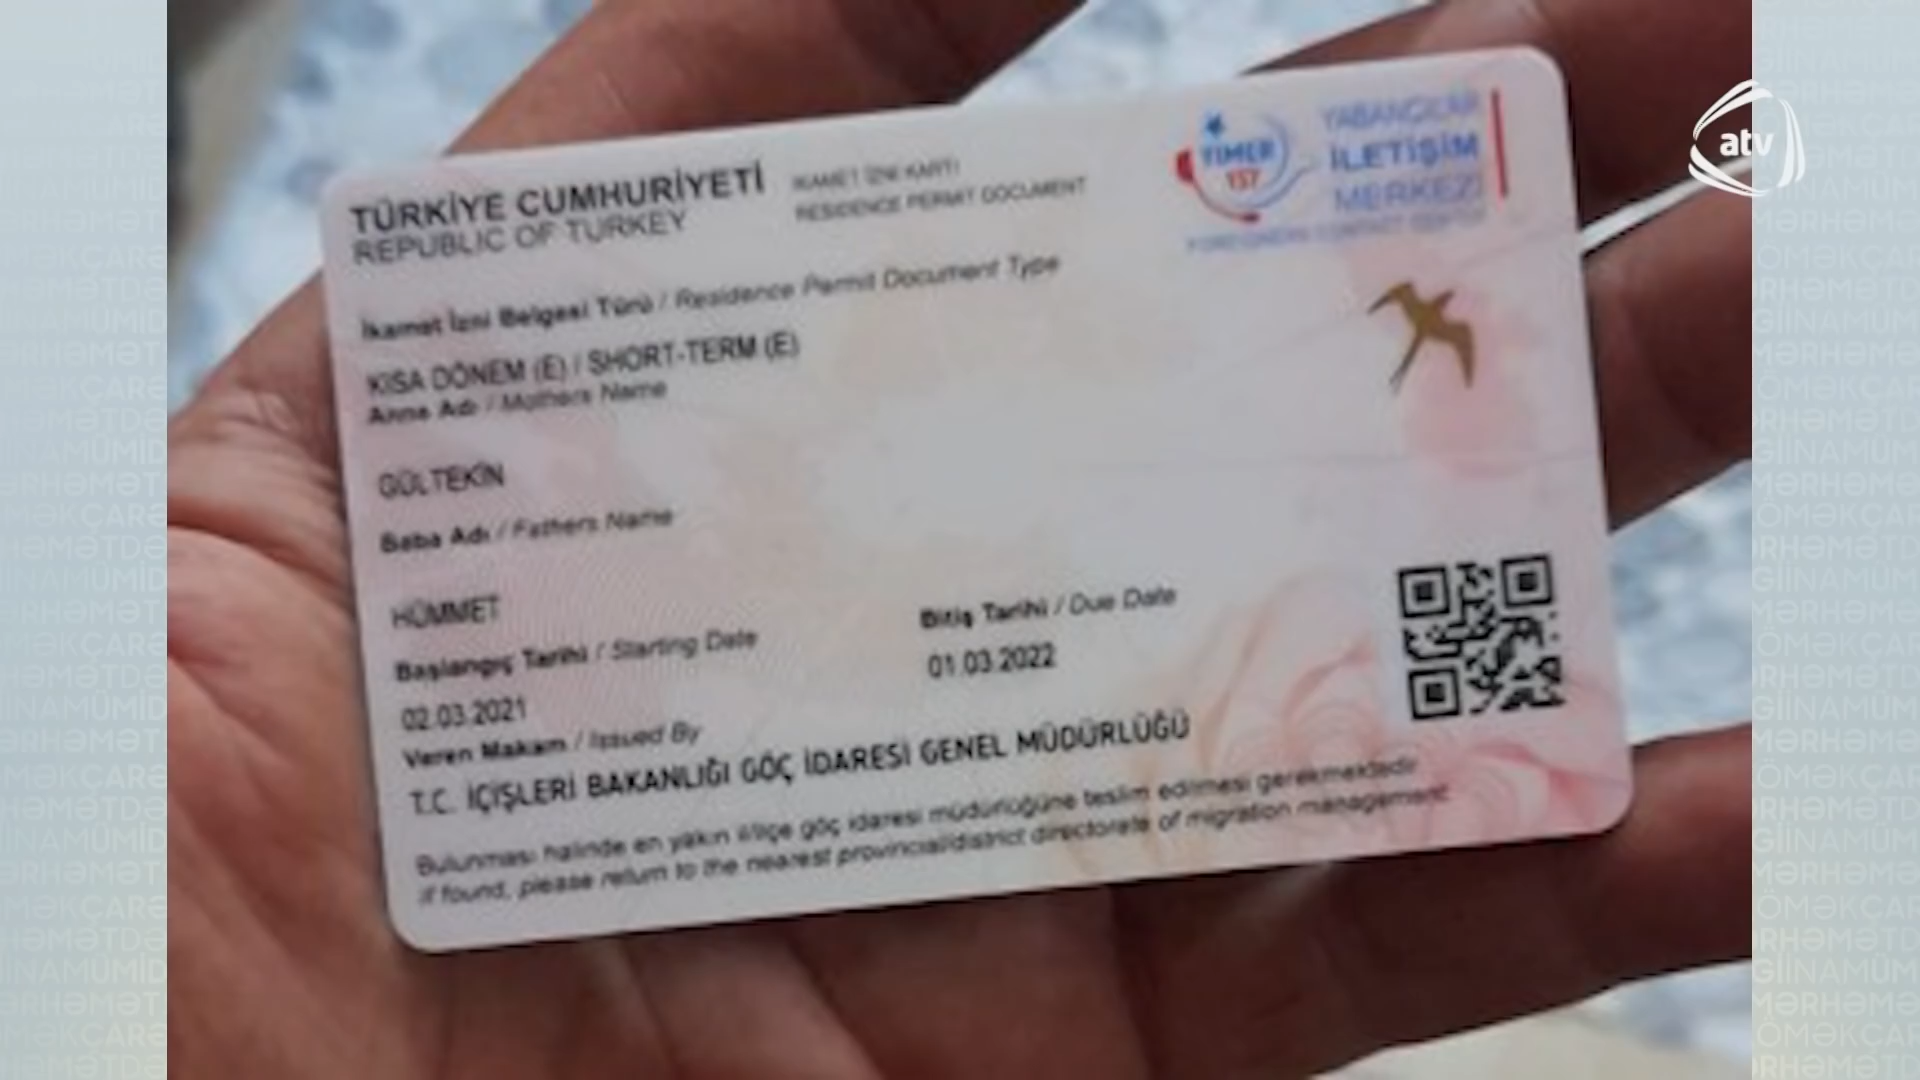 TÜRKİYE CUMHURİYETİ
REPUBLIC OF TURKEY
İKAMET İZNİ KARTI
RESIDENCE PERMIT DOCUMENT
YİMER
157
YABANCILAR
İLETİŞİM
MERKEZİ
FOREIGNERS CONTACT CENTER
atv
İkamet İzni Belgesi Türü / Residence Permit Document Type
KISA DÖNEM (E) / SHORT-TERM (E)
Anne Adı / Mothers Name
GÜLTEKİN
Baba Adı / Fathers Name
HÜMMET
Başlangıç Tarihi / Starting Date
02.03.2021
Bitiş Tarihi / Due Date
01.03.2022
Veren Makam / Issued By
T.C. İÇİŞLERİ BAKANLIĞI GÖÇ İDARESİ GENEL MÜDÜRLÜĞÜ
Bulunması halinde en yakın il/ilçe göç idaresi müdürlüğüne teslim edilmesi gerekmektedir.
If found, please return to the nearest provincial/district directorate of migration management.